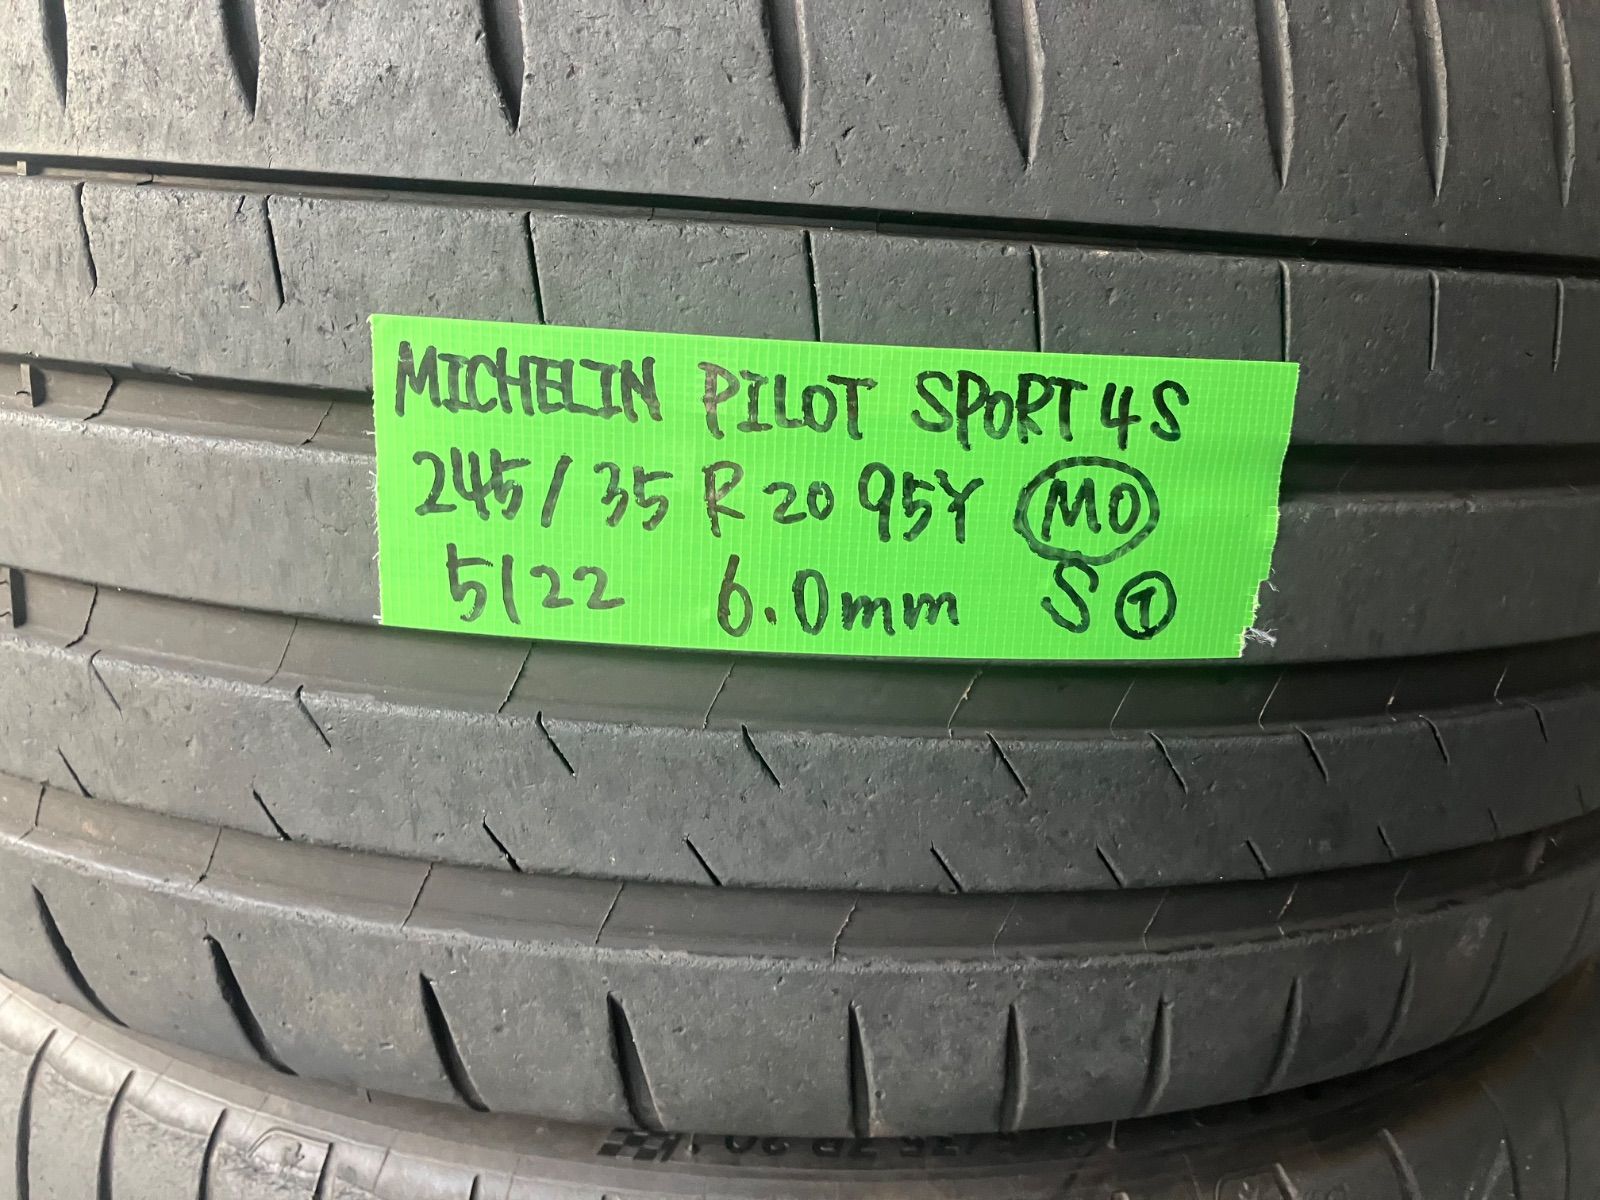 MICHELIN PILOT SPORT 4S
245/35 R 20 95Y MO
5/22 6.0mm S ①